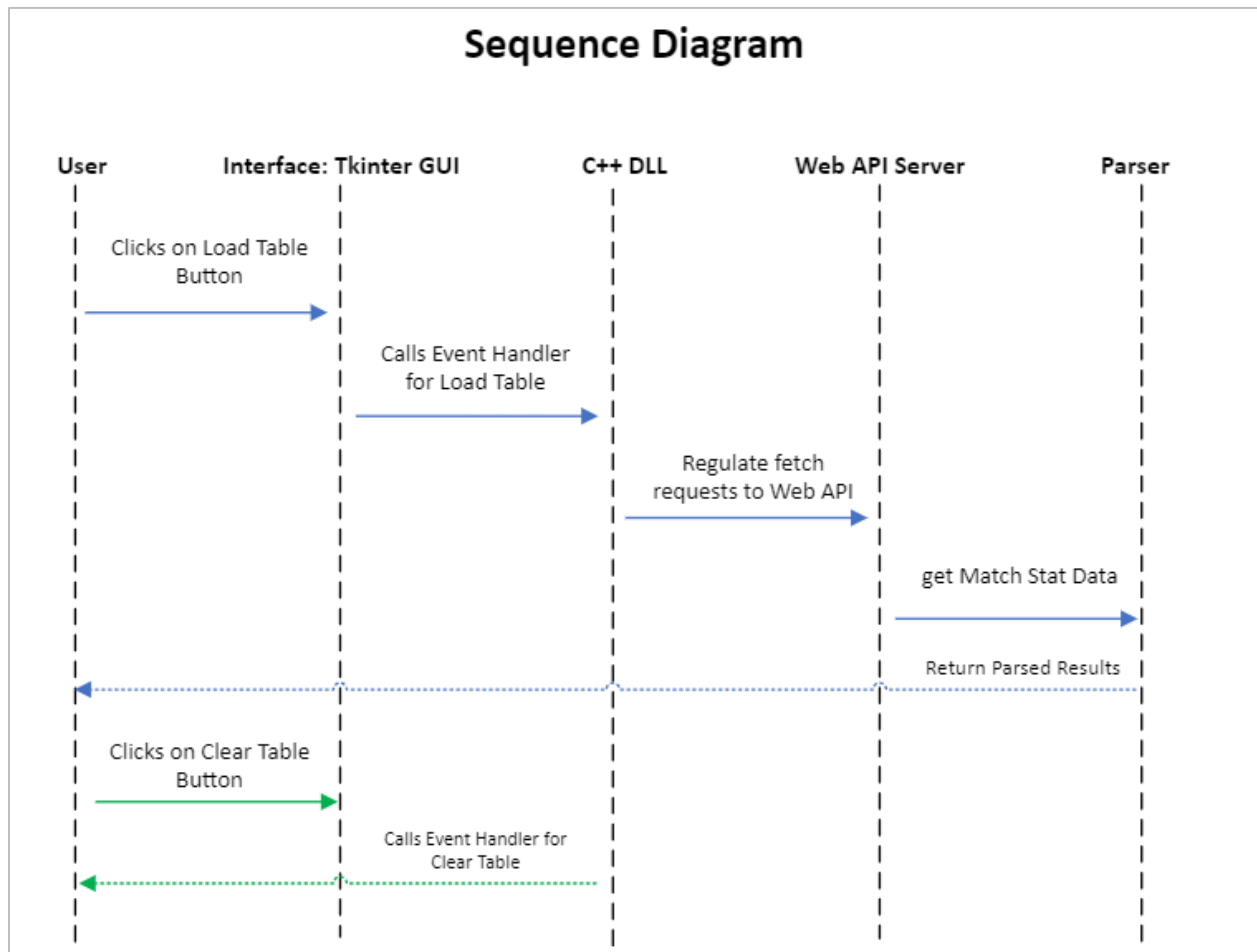 Sequence Diagram
User
Interface: Tkinter GUI
C++ DLL
Web API Server
Parser
Clicks on Load Table
Button
Calls Event Handler
for Load Table
Regulate fetch
requests to Web API
get Match Stat Data
Return Parsed Results
Clicks on Clear Table
Button
Calls Event Handler for
Clear Table